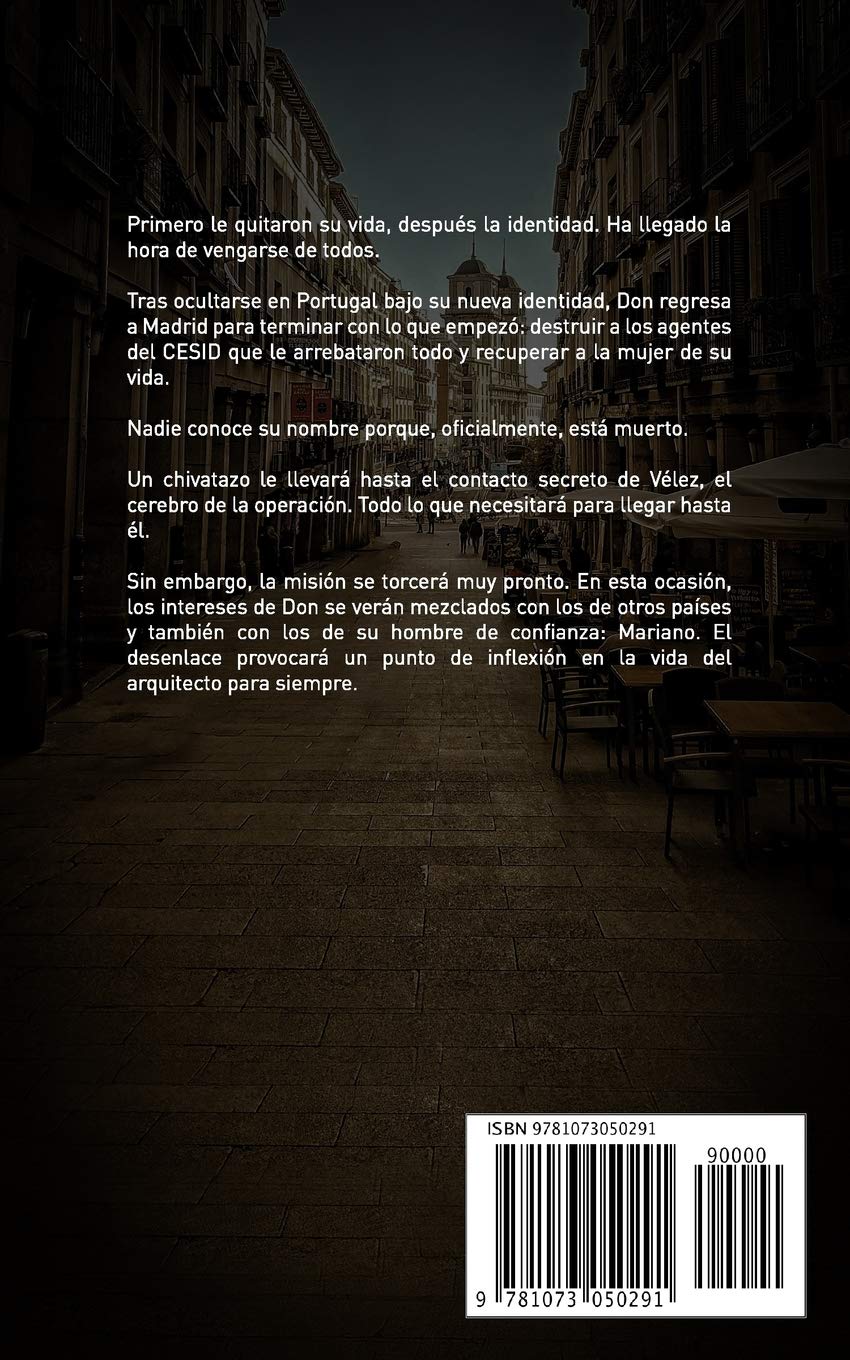 Primero le quitaron su vida, después la identidad. Ha llegado la
hora de vengarse de todos.
Tras ocultarse en Portugal bajo su nueva identidad, Don regresa
a Madrid para terminar con lo que empezó: destruir a los agentes
del CESID que le arrebataron todo y recuperar a la mujer de su
vida.
Nadie conoce su nombre porque, oficialmente, está muerto.
Un chivatazo le llevará hasta el contacto secreto de Vélez, el
cerebro de la operación. Todo lo que necesitará para llegar hasta
él.
Sin embargo, la misión se torcerá muy pronto. En esta ocasión,
los intereses de Don se verán mezclados con los de otros países
y también con los de su hombre de confianza: Mariano. El
desenlace provocará un punto de inflexión en la vida del
arquitecto para siempre.
ISBN 9781073050291
90000
9 781073 050291